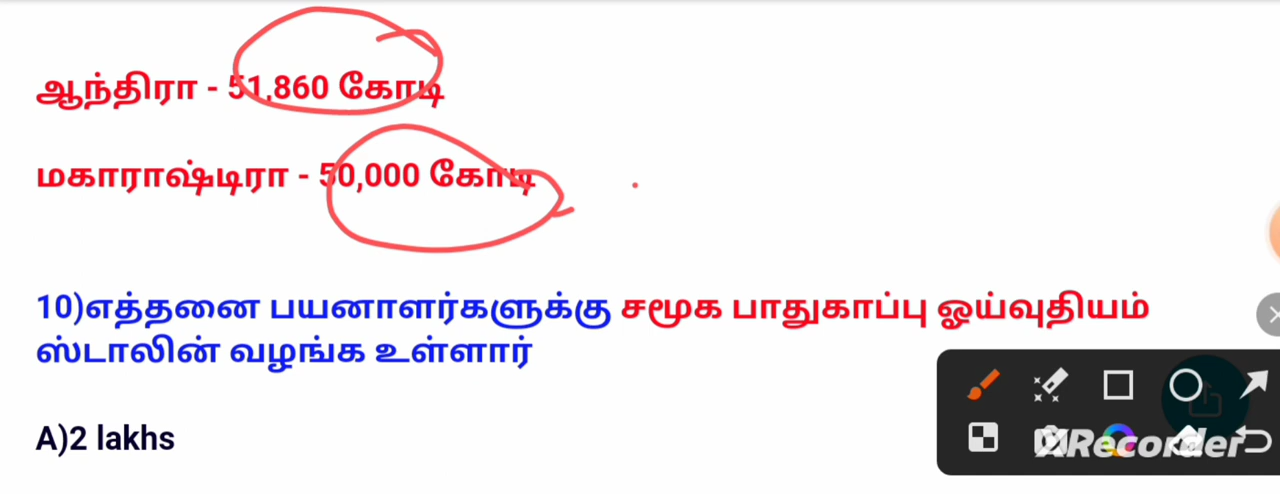 ஆந்திரா - 51,860 கோடி
மகாராஷ்டிரா - 50,000 கோடி
10)எத்தனை பயனாளர்களுக்கு சமூக பாதுகாப்பு ஓய்வுதியம்
ஸ்டாலின் வழங்க உள்ளார்
A)2 lakhs
XRecorder